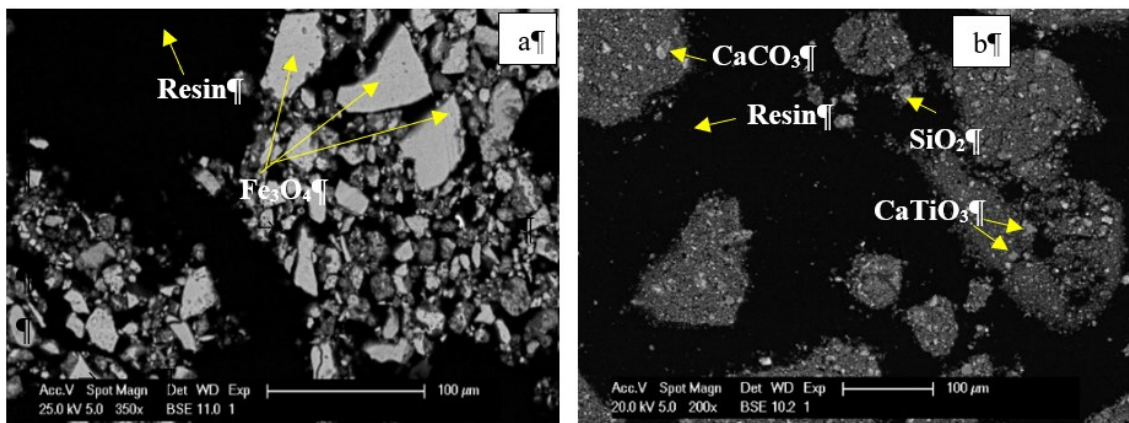 a¶
Resin¶
Fe₃O₄¶
¶
Acc.V Spot Magn Det WD Exp
25.0 kV 5.0 350x BSE 11.0 1
100 µm
b¶
CaCO₃¶
Resin¶
SiO₂¶
CaTiO₃¶
Acc.V Spot Magn Det WD Exp
20.0 kV 5.0 200x BSE 10.2 1
100 µm